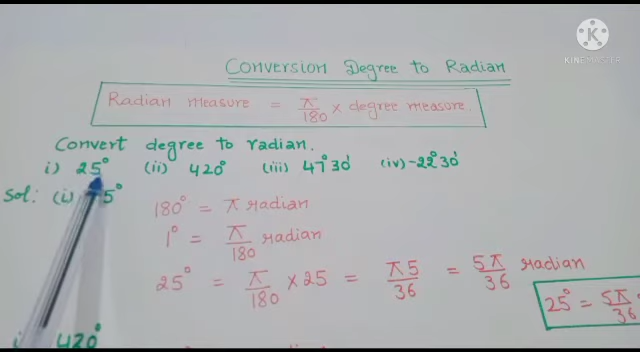 KINEMASTER
Conversion Degree to Radian
Radian measure = π/180 × degree measure.
Convert degree to radian.
i) 25° (ii) 420° (iii) 47°30' (iv) -22°30'
Sol: (i) 5°
180° = π radian
1° = π/180 radian
25° = π/180 × 25 = π5/36 = 5π/36 radian
25° = 5π/36
420°